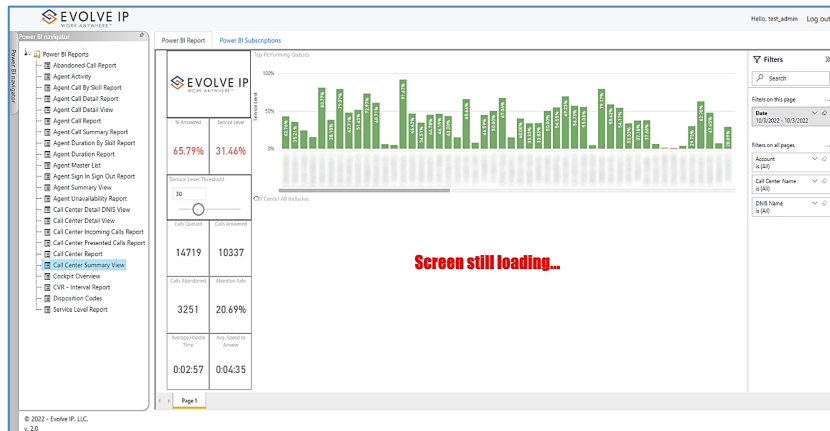 EVOLVE IP
WORK ANYWHERE™
Hello, test_admin Log out
Power BI navigator
Power BI navigator
Power BI Reports
Abandoned Call Report
Agent Activity
Agent Call By Skill Report
Agent Call Detail Report
Agent Call Detail View
Agent Call Report
Agent Call Summary Report
Agent Duration By Skill Report
Agent Duration Report
Agent Master List
Agent Sign In Sign Out Report
Agent Summary View
Agent Unavailability Report
Call Center Detail DNIS View
Call Center Detail View
Call Center Incoming Calls Report
Call Center Presented Calls Report
Call Center Report
Call Center Summary View
Cockpit Overview
CVR - Interval Report
Disposition Codes
Service Level Report
Power BI Report Power BI Subscriptions
EVOLVE IP
WORK ANYWHERE™
% Answered Service Level
65.79% 31.46%
Service Level Threshold
30
Calls Queued Calls Answered
14719 10337
Calls Abandoned Abandon Rate
3251 20.69%
Average Handle Time
Avg. Speed to Answer
0:02:57 0:04:35
Top Performing Queues
Service Level
100%
50%
0%
Call Center All Inclusive
Screen still loading...
Page 1
Filters
Search
Filters on this page
Date
10/3/2022 - 10/3/2022
Filters on all pages
Account
is (All)
Call Center Name
is (All)
DNIS Name
is (All)
© 2022 - Evolve IP, LLC.
v. 2.0